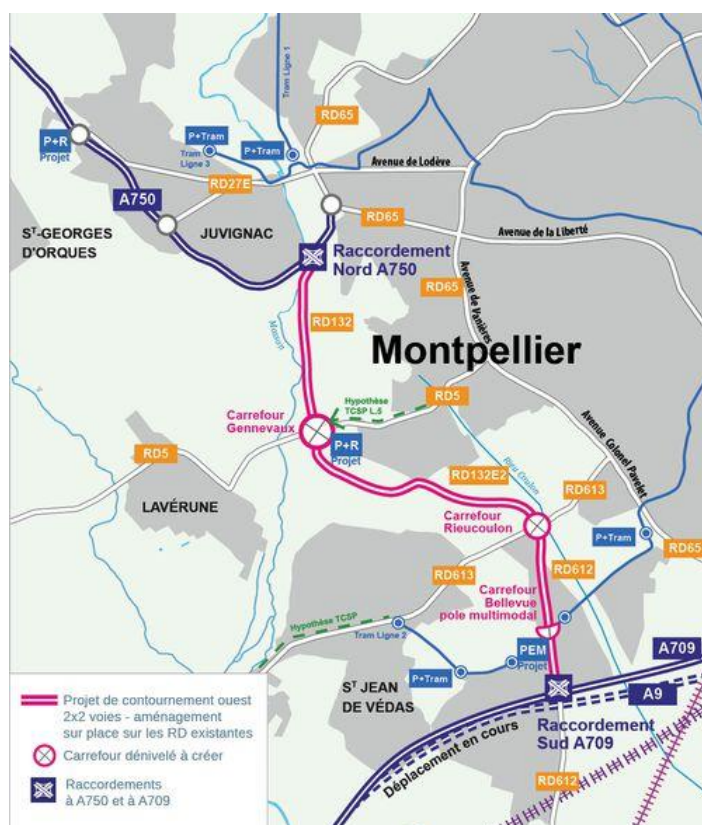 RD65
Tram Ligne 1
P+R
Projet
P+Tram
P+Tram
Tram
Ligne 3
Avenue de Lodève
RD27E
A750
RD65
Sᵀ-GEORGES
D'ORQUES
JUVIGNAC
Avenue de la Liberté
Raccordement
Nord A750
RD65
Avenue de Vanières
RD132
Mosson
Montpellier
Hypothèse
TCSP L.5
RD5
Carrefour
Gennevaux
P+R
Projet
Avenue Colonel Pavelet
RD5
RD132E2
Rieu Coulon
RD613
LAVÉRUNE
Carrefour
Rieucoulon
P+Tram
RD65
RD613
RD612
Carrefour
Bellevue
pole multimodal
Hypothèse TCSP
Tram Ligne 2
PEM
Projet
A709
P+Tram
Sᵀ JEAN
DE VÉDAS
A9
Raccordement
Sud A709
Déplacement en cours
RD612
Projet de contournement ouest
2x2 voies - aménagement
sur place sur les RD existantes
Carrefour dénivelé à créer
Raccordements
à A750 et à A709